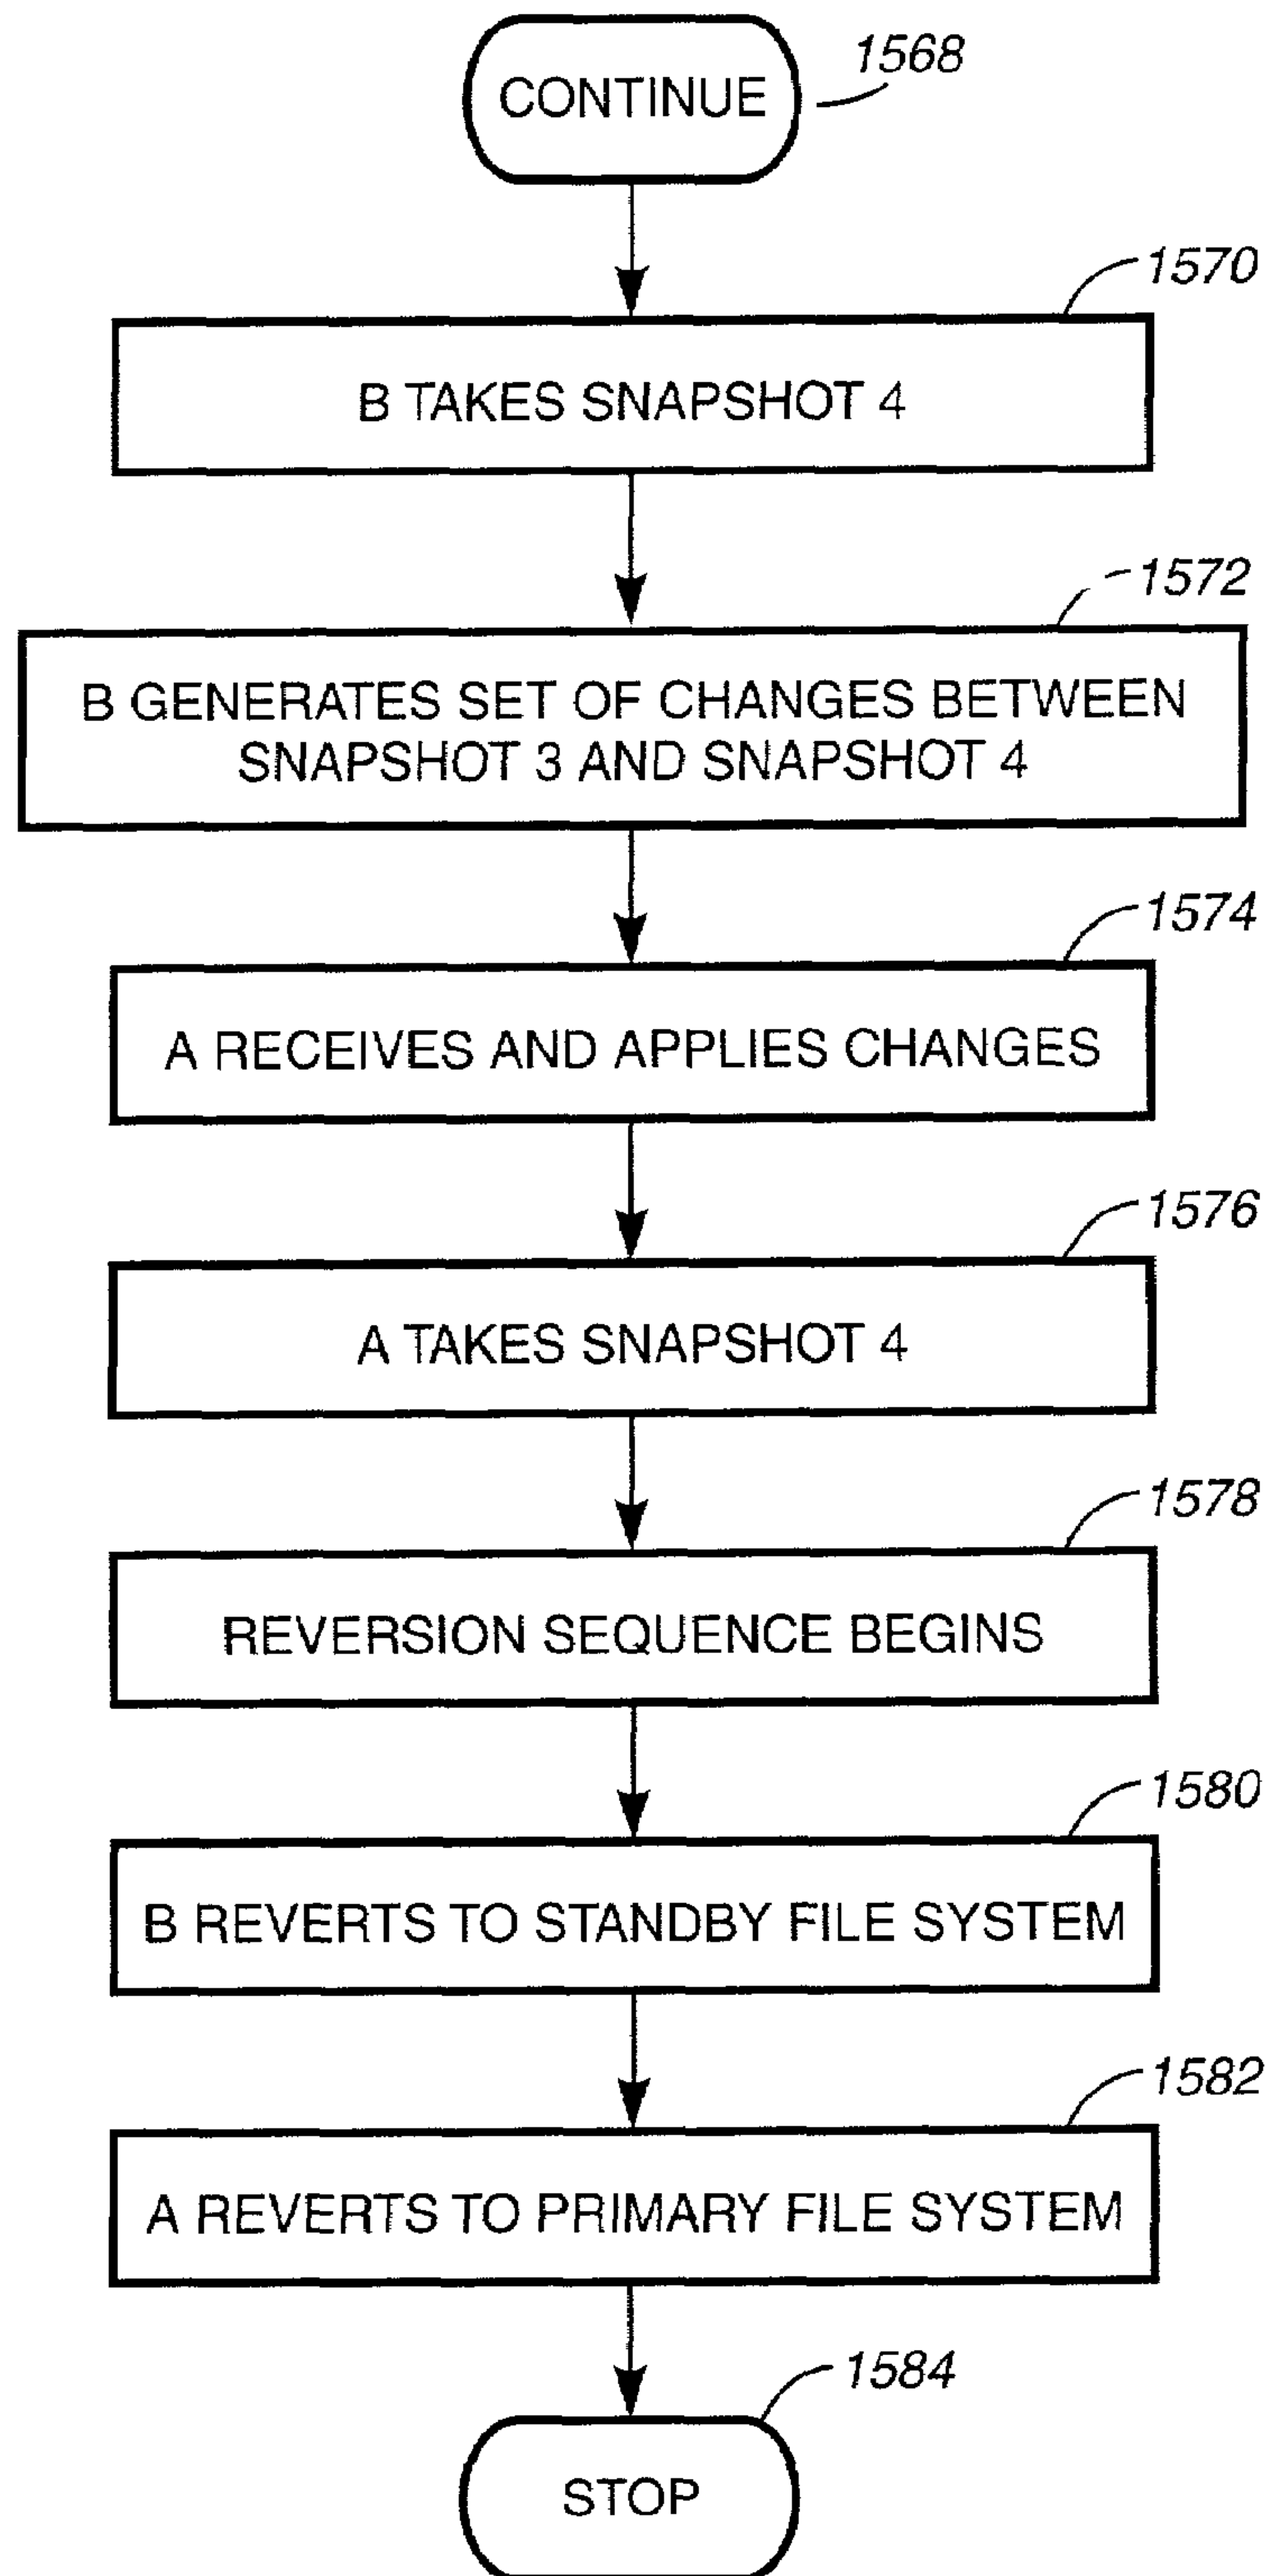 CONTINUE
1568
1570
B TAKES SNAPSHOT 4
1572
B GENERATES SET OF CHANGES BETWEEN
SNAPSHOT 3 AND SNAPSHOT 4
1574
A RECEIVES AND APPLIES CHANGES
1576
A TAKES SNAPSHOT 4
1578
REVERSION SEQUENCE BEGINS
1580
B REVERTS TO STANDBY FILE SYSTEM
1582
A REVERTS TO PRIMARY FILE SYSTEM
1584
STOP